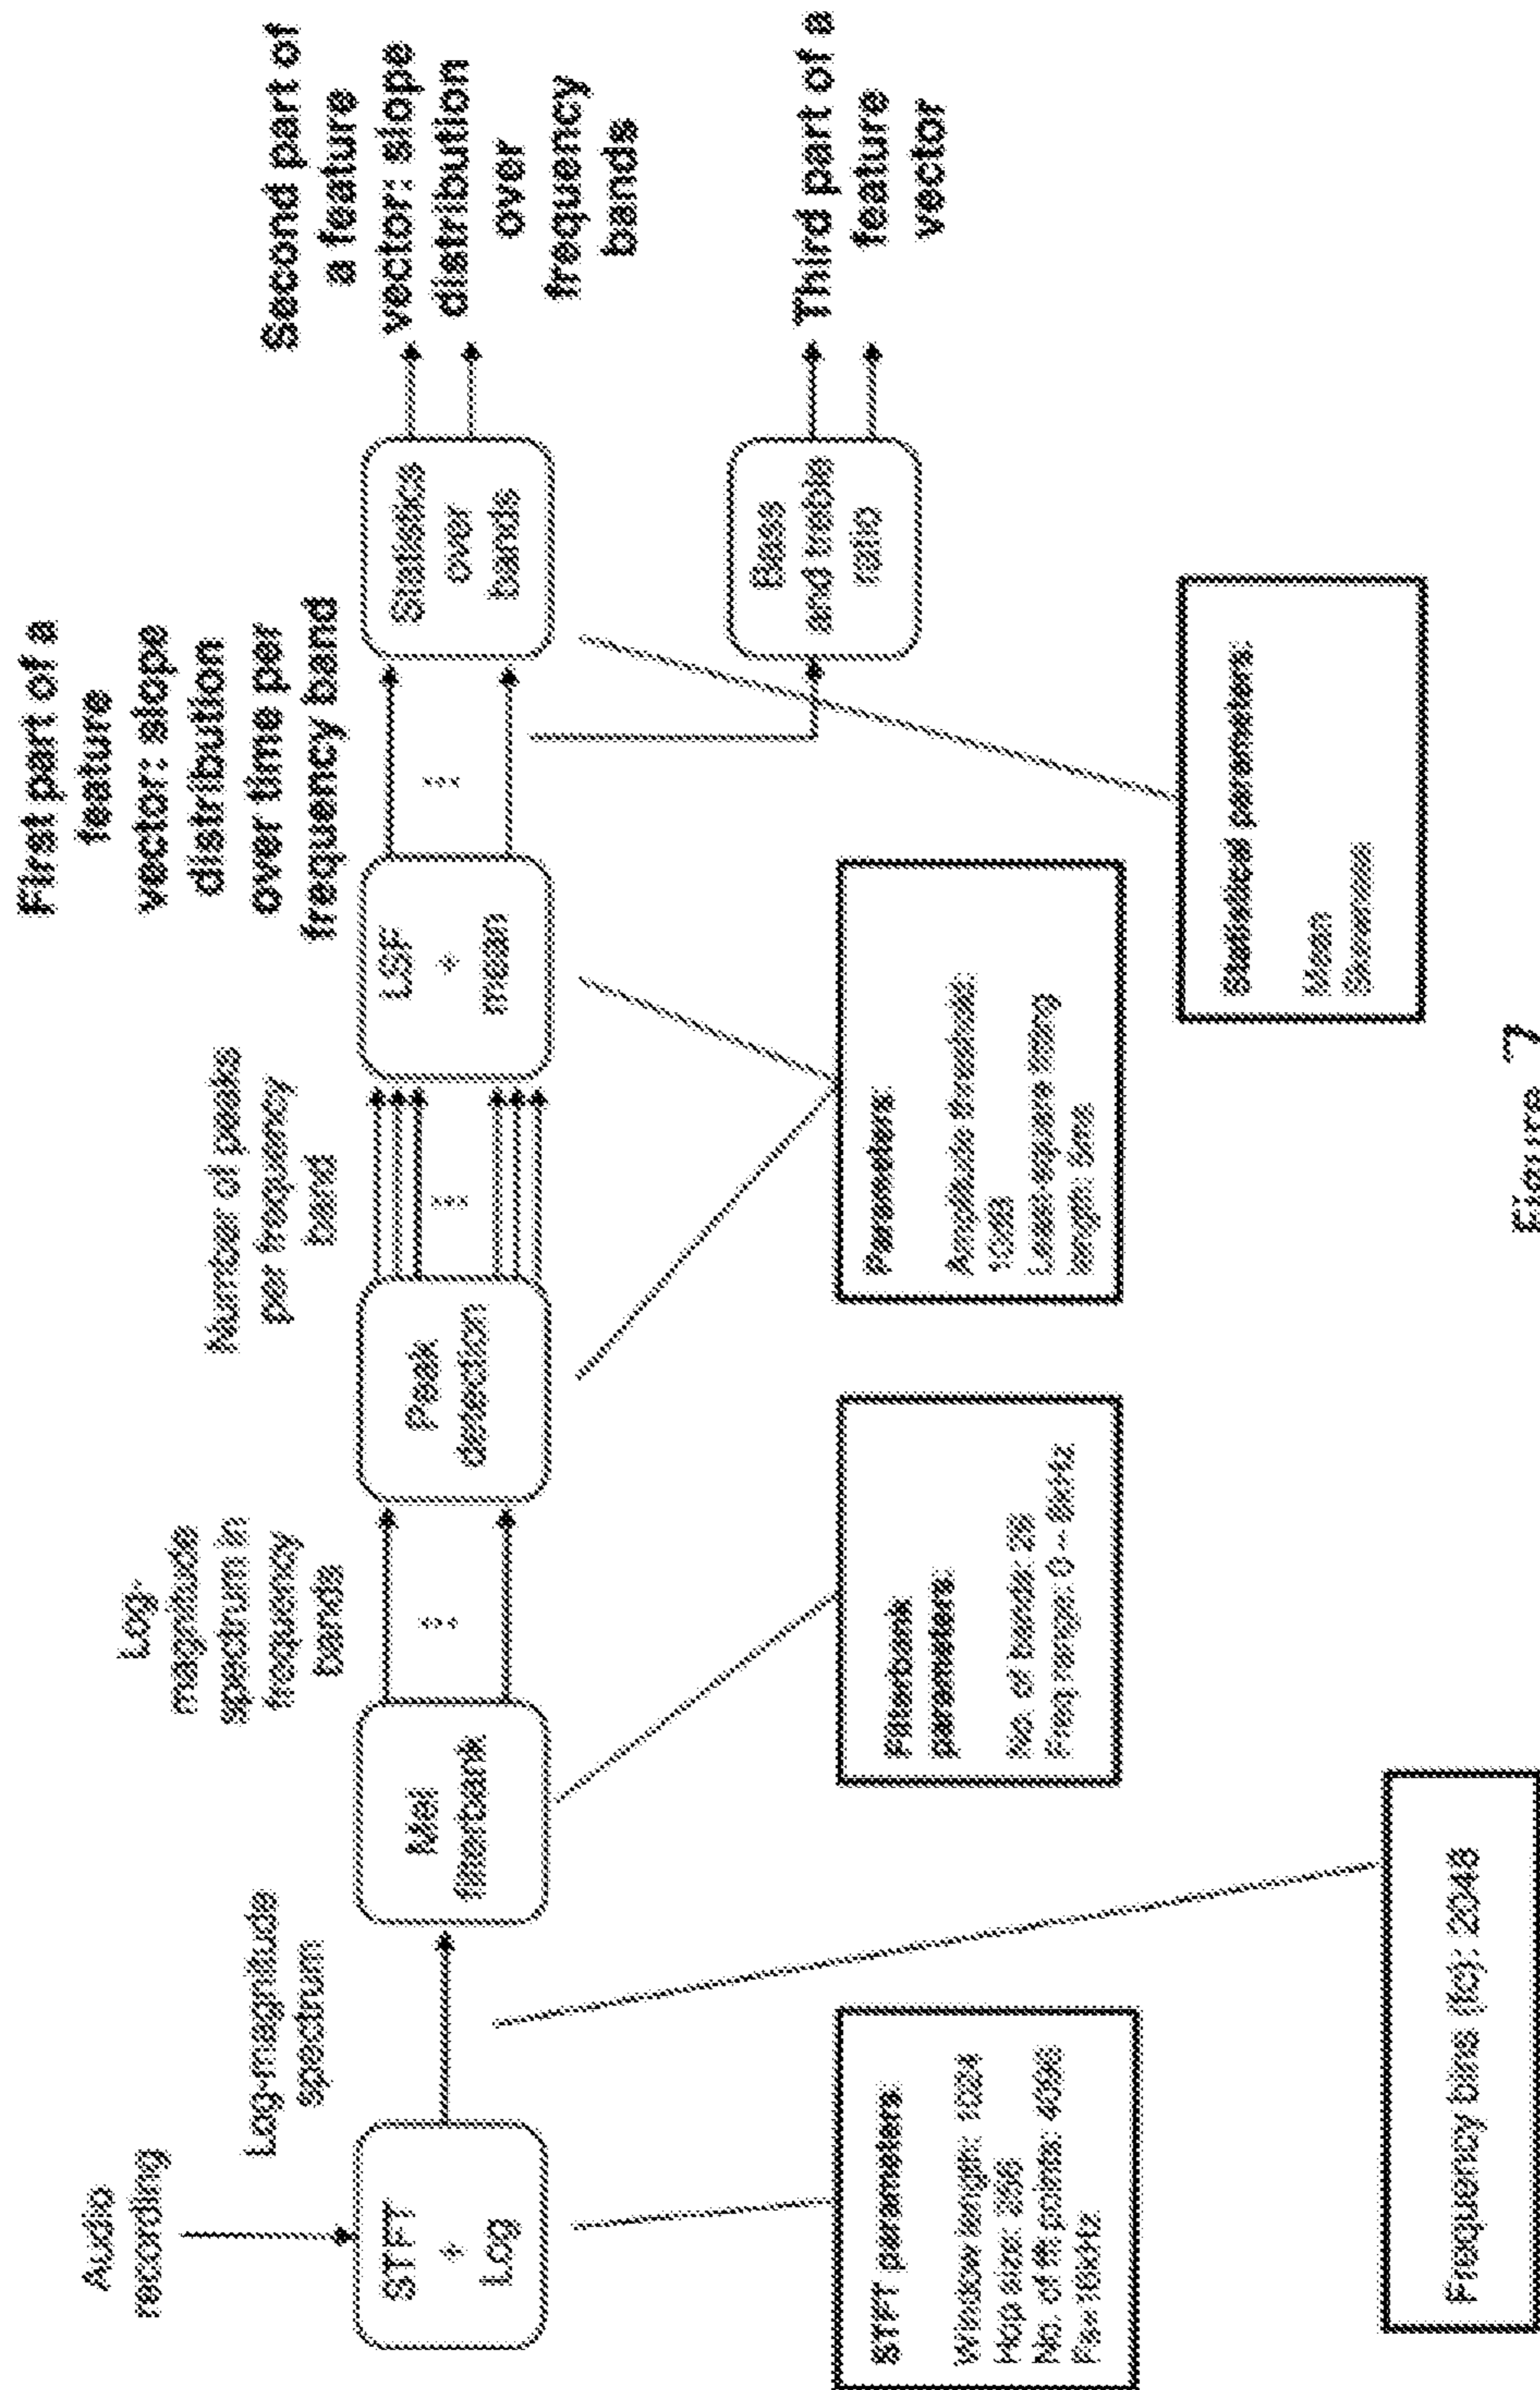 Audio
recording
STFT
+
Log
Log-magnitude
spectrum
Mel
filterbank
Log-
magnitude
spectrum in
frequency
bands
Peak
detection
Number of peaks
per frequency
band
LSF
+
mean
First part of a
feature
vector: slope
distribution
over time per
frequency band
Statistics
over
bands
Second part of
a feature
vector: slope
distribution
over
frequency
bands
Bass
and treble
ratio
Third part of a
feature
vector
STFT parameters:
Window length: 1024
Hop size: 256
No. of fft points: 4096
Fs=16kHz
Frequency bins (fc): 2048
Filterbank
parameters:
No. of bands:
Freq range: 0 –
Parameters:
Amplitude threshold:
Least-square fitting
length:
Statistical parameters:
Mean
Figure 7